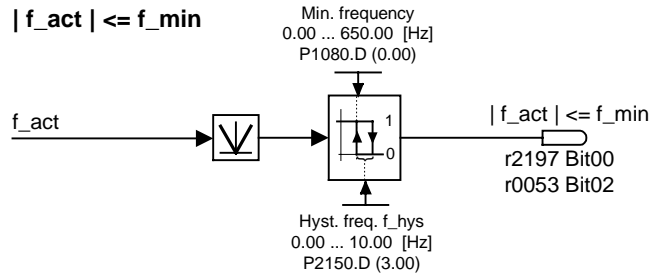 | f_act | <= f_min
Min. frequency
0.00 ... 650.00 [Hz]
P1080.D (0.00)
f_act
1
0
| f_act | <= f_min
r2197 Bit00
r0053 Bit02
Hyst. freq. f_hys
0.00 ... 10.00 [Hz]
P2150.D (3.00)